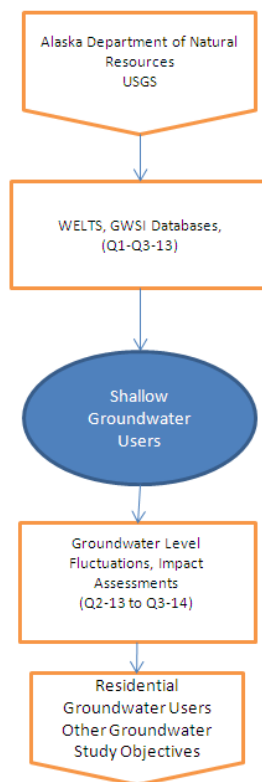 Alaska Department of Natural
Resources
USGS
WELTS, GWSI Databases,
(Q1-Q3-13)
Shallow
Groundwater
Users
Groundwater Level
Fluctuations, Impact
Assessments
(Q2-13 to Q3-14)
Residential
Groundwater Users
Other Groundwater
Study Objectives